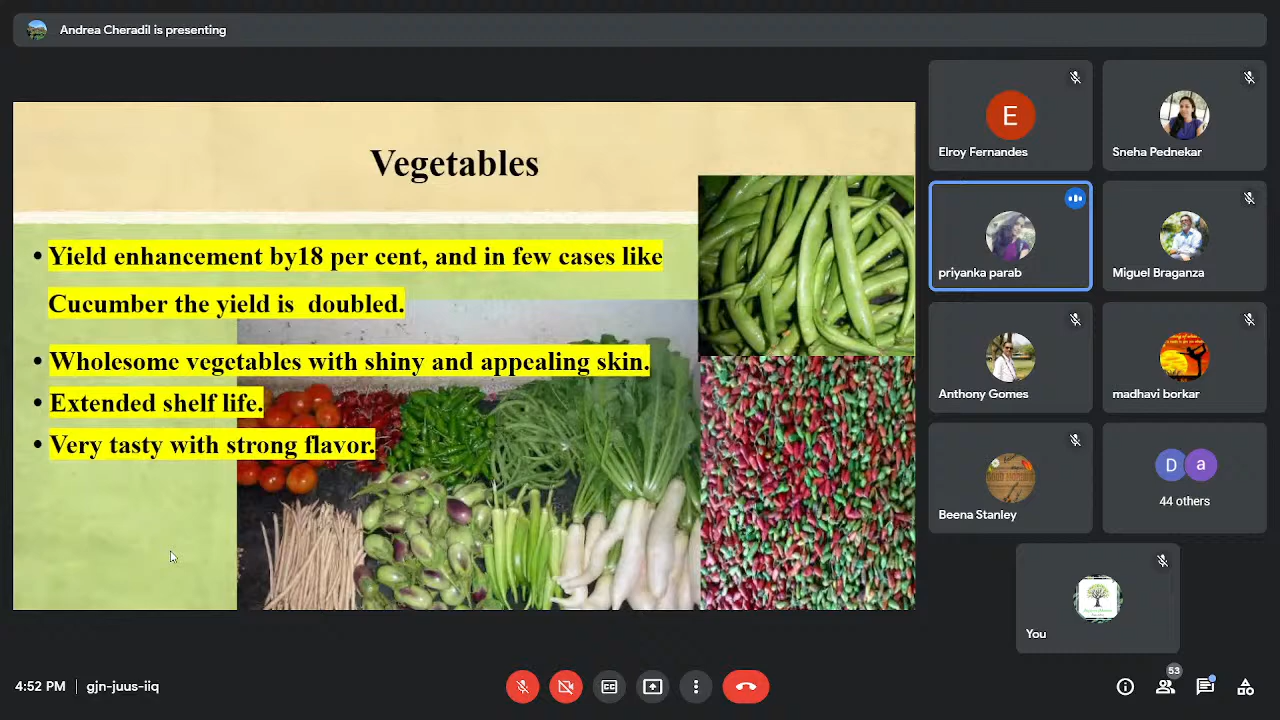 Andrea Cheradil is presenting
Vegetables
• Yield enhancement by18 per cent, and in few cases like
Cucumber the yield is  doubled.
• Wholesome vegetables with shiny and appealing skin.
• Extended shelf life.
• Very tasty with strong flavor.
E
Elroy Fernandes
Sneha Pednekar
priyanka parab
Miguel Braganza
Anthony Gomes
madhavi borkar
Beena Stanley
D a
44 others
You
4:52 PM | gjn-juus-iiq
53